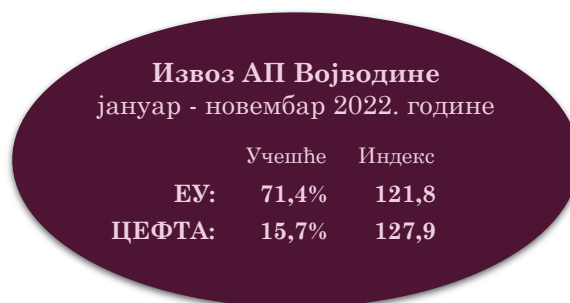 Извоз АП Војводине
јануар - новембар 2022. године
Учешће Индекс
ЕУ: 71,4% 121,8
ЦЕФТА: 15,7% 127,9